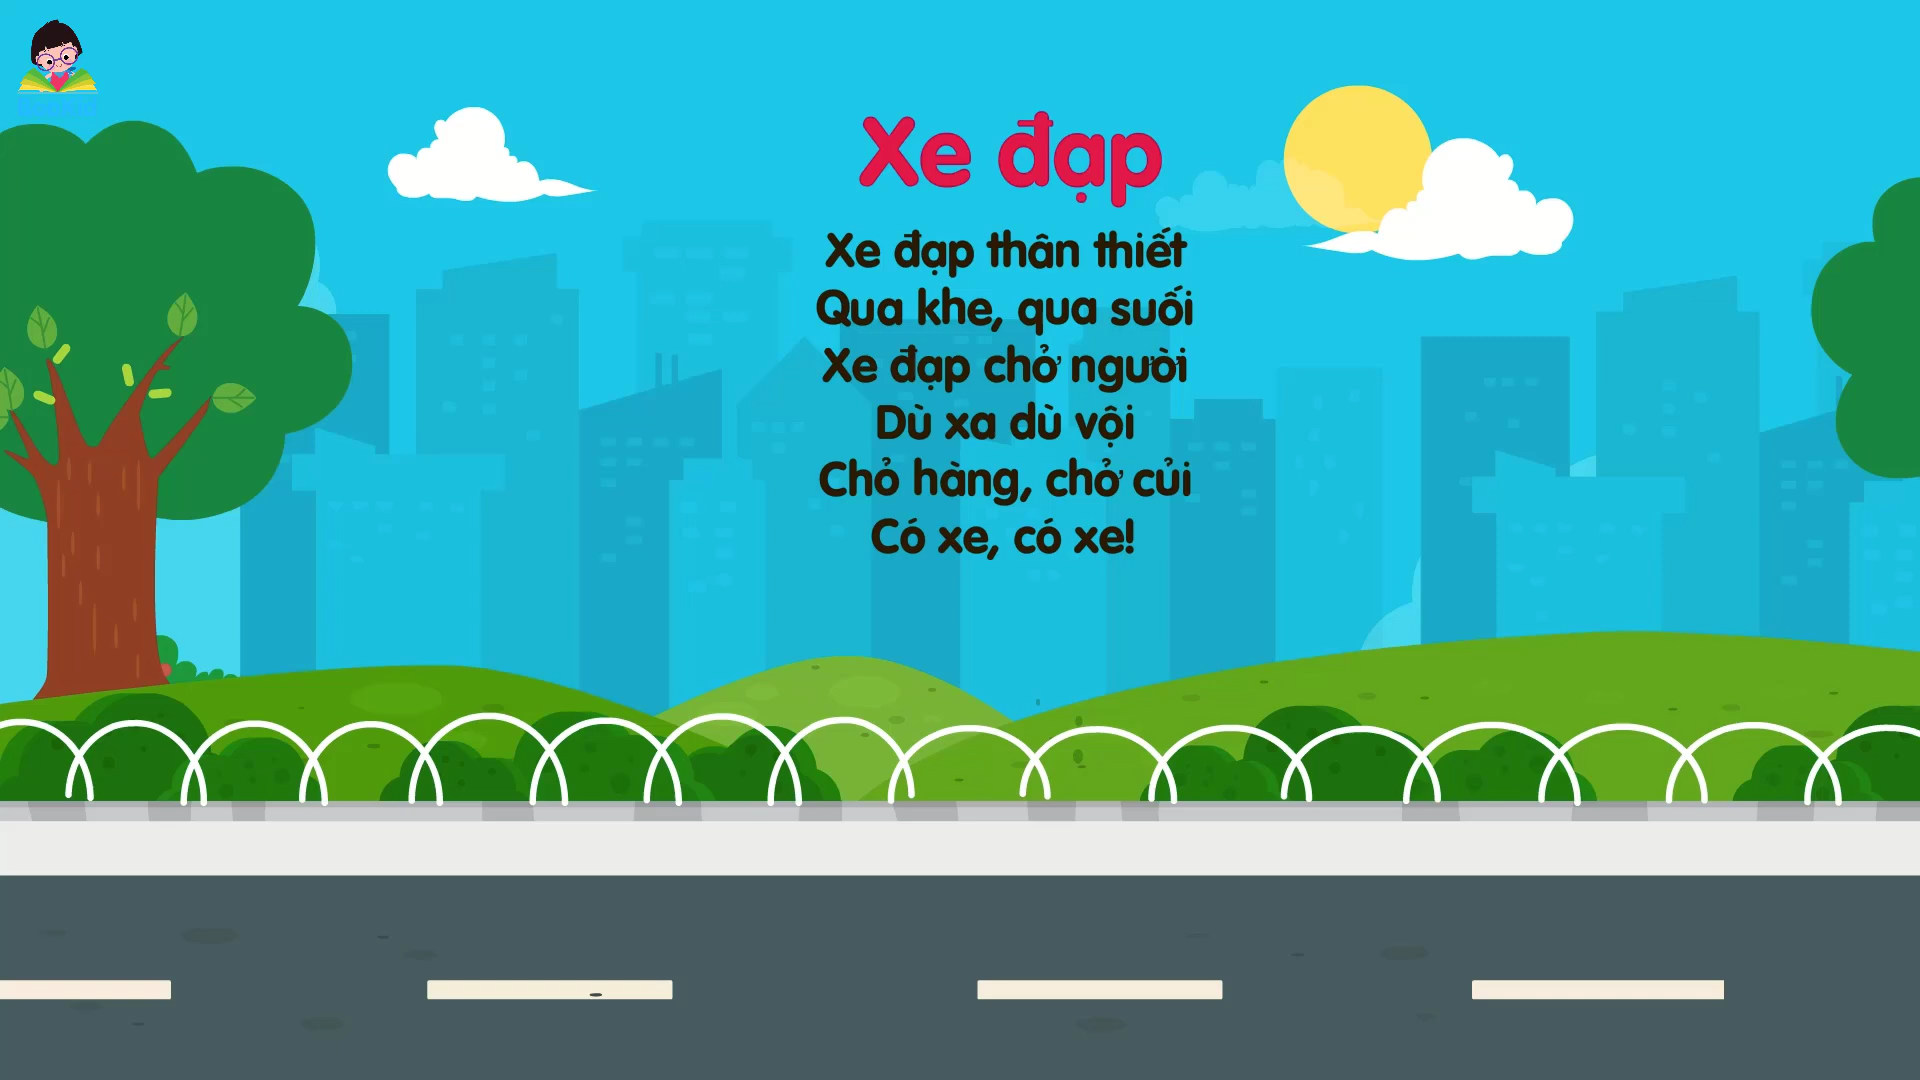 Xe đạp
Xe đạp thân thiết
Qua khe, qua suối
Xe đạp chở người
Dù xa dù vội
Chỏ hàng, chở củi
Có xe, có xe!